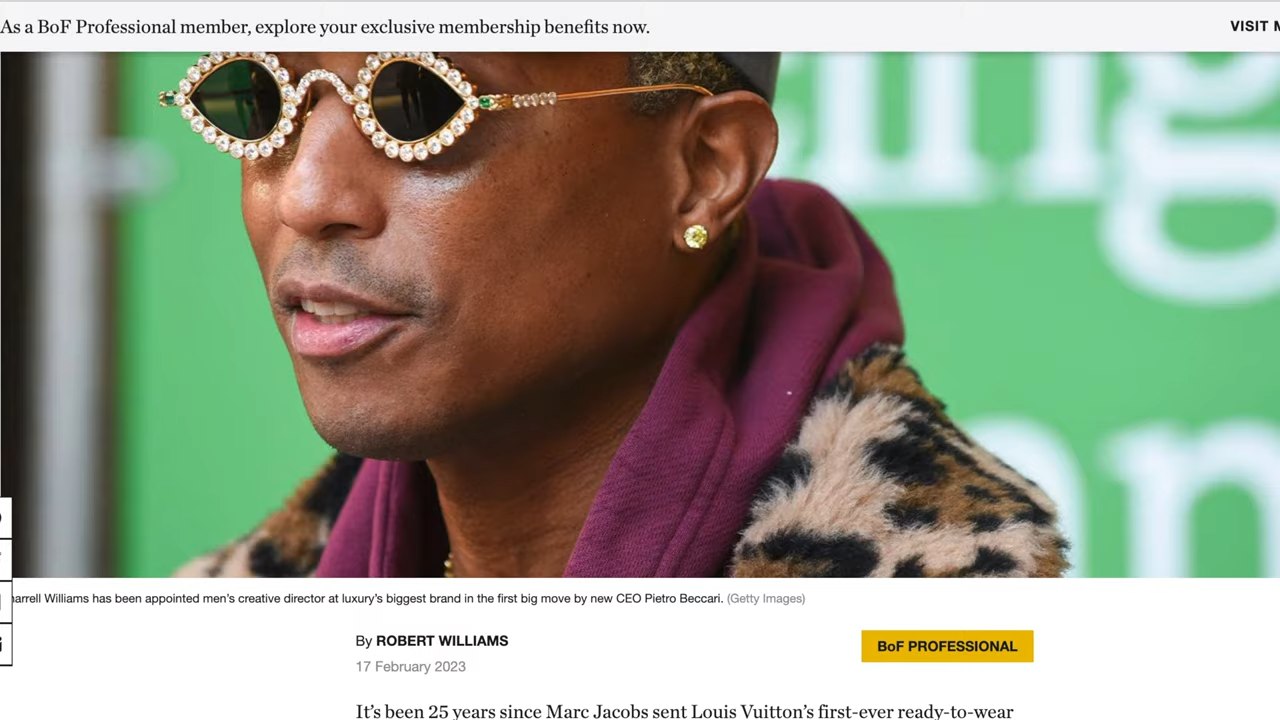 As a BoF Professional member, explore your exclusive membership benefits now.
VISIT
arrell Williams has been appointed men's creative director at luxury's biggest brand in the first big move by new CEO Pietro Beccari. (Getty Images)
By ROBERT WILLIAMS
BoF PROFESSIONAL
17 February 2023
It's been 25 years since Marc Jacobs sent Louis Vuitton's first-ever ready-to-wear